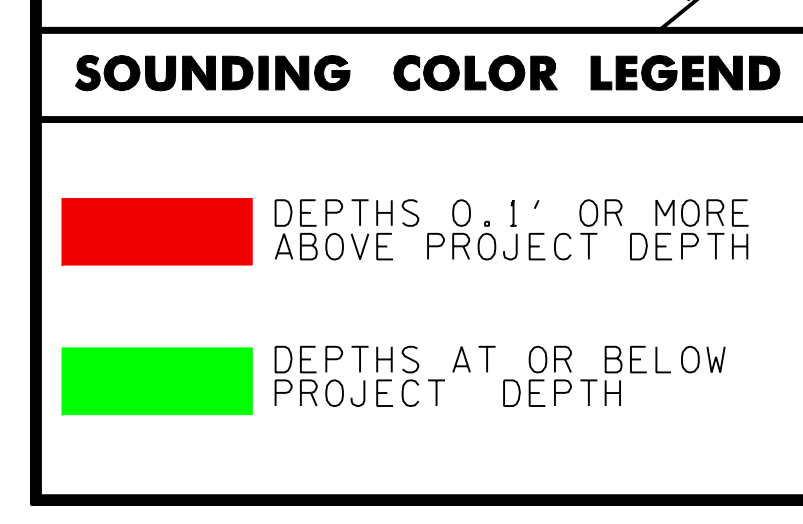 SOUNDING COLOR LEGEND
DEPTHS 0.1' OR MORE
ABOVE PROJECT DEPTH
DEPTHS AT OR BELOW
PROJECT DEPTH